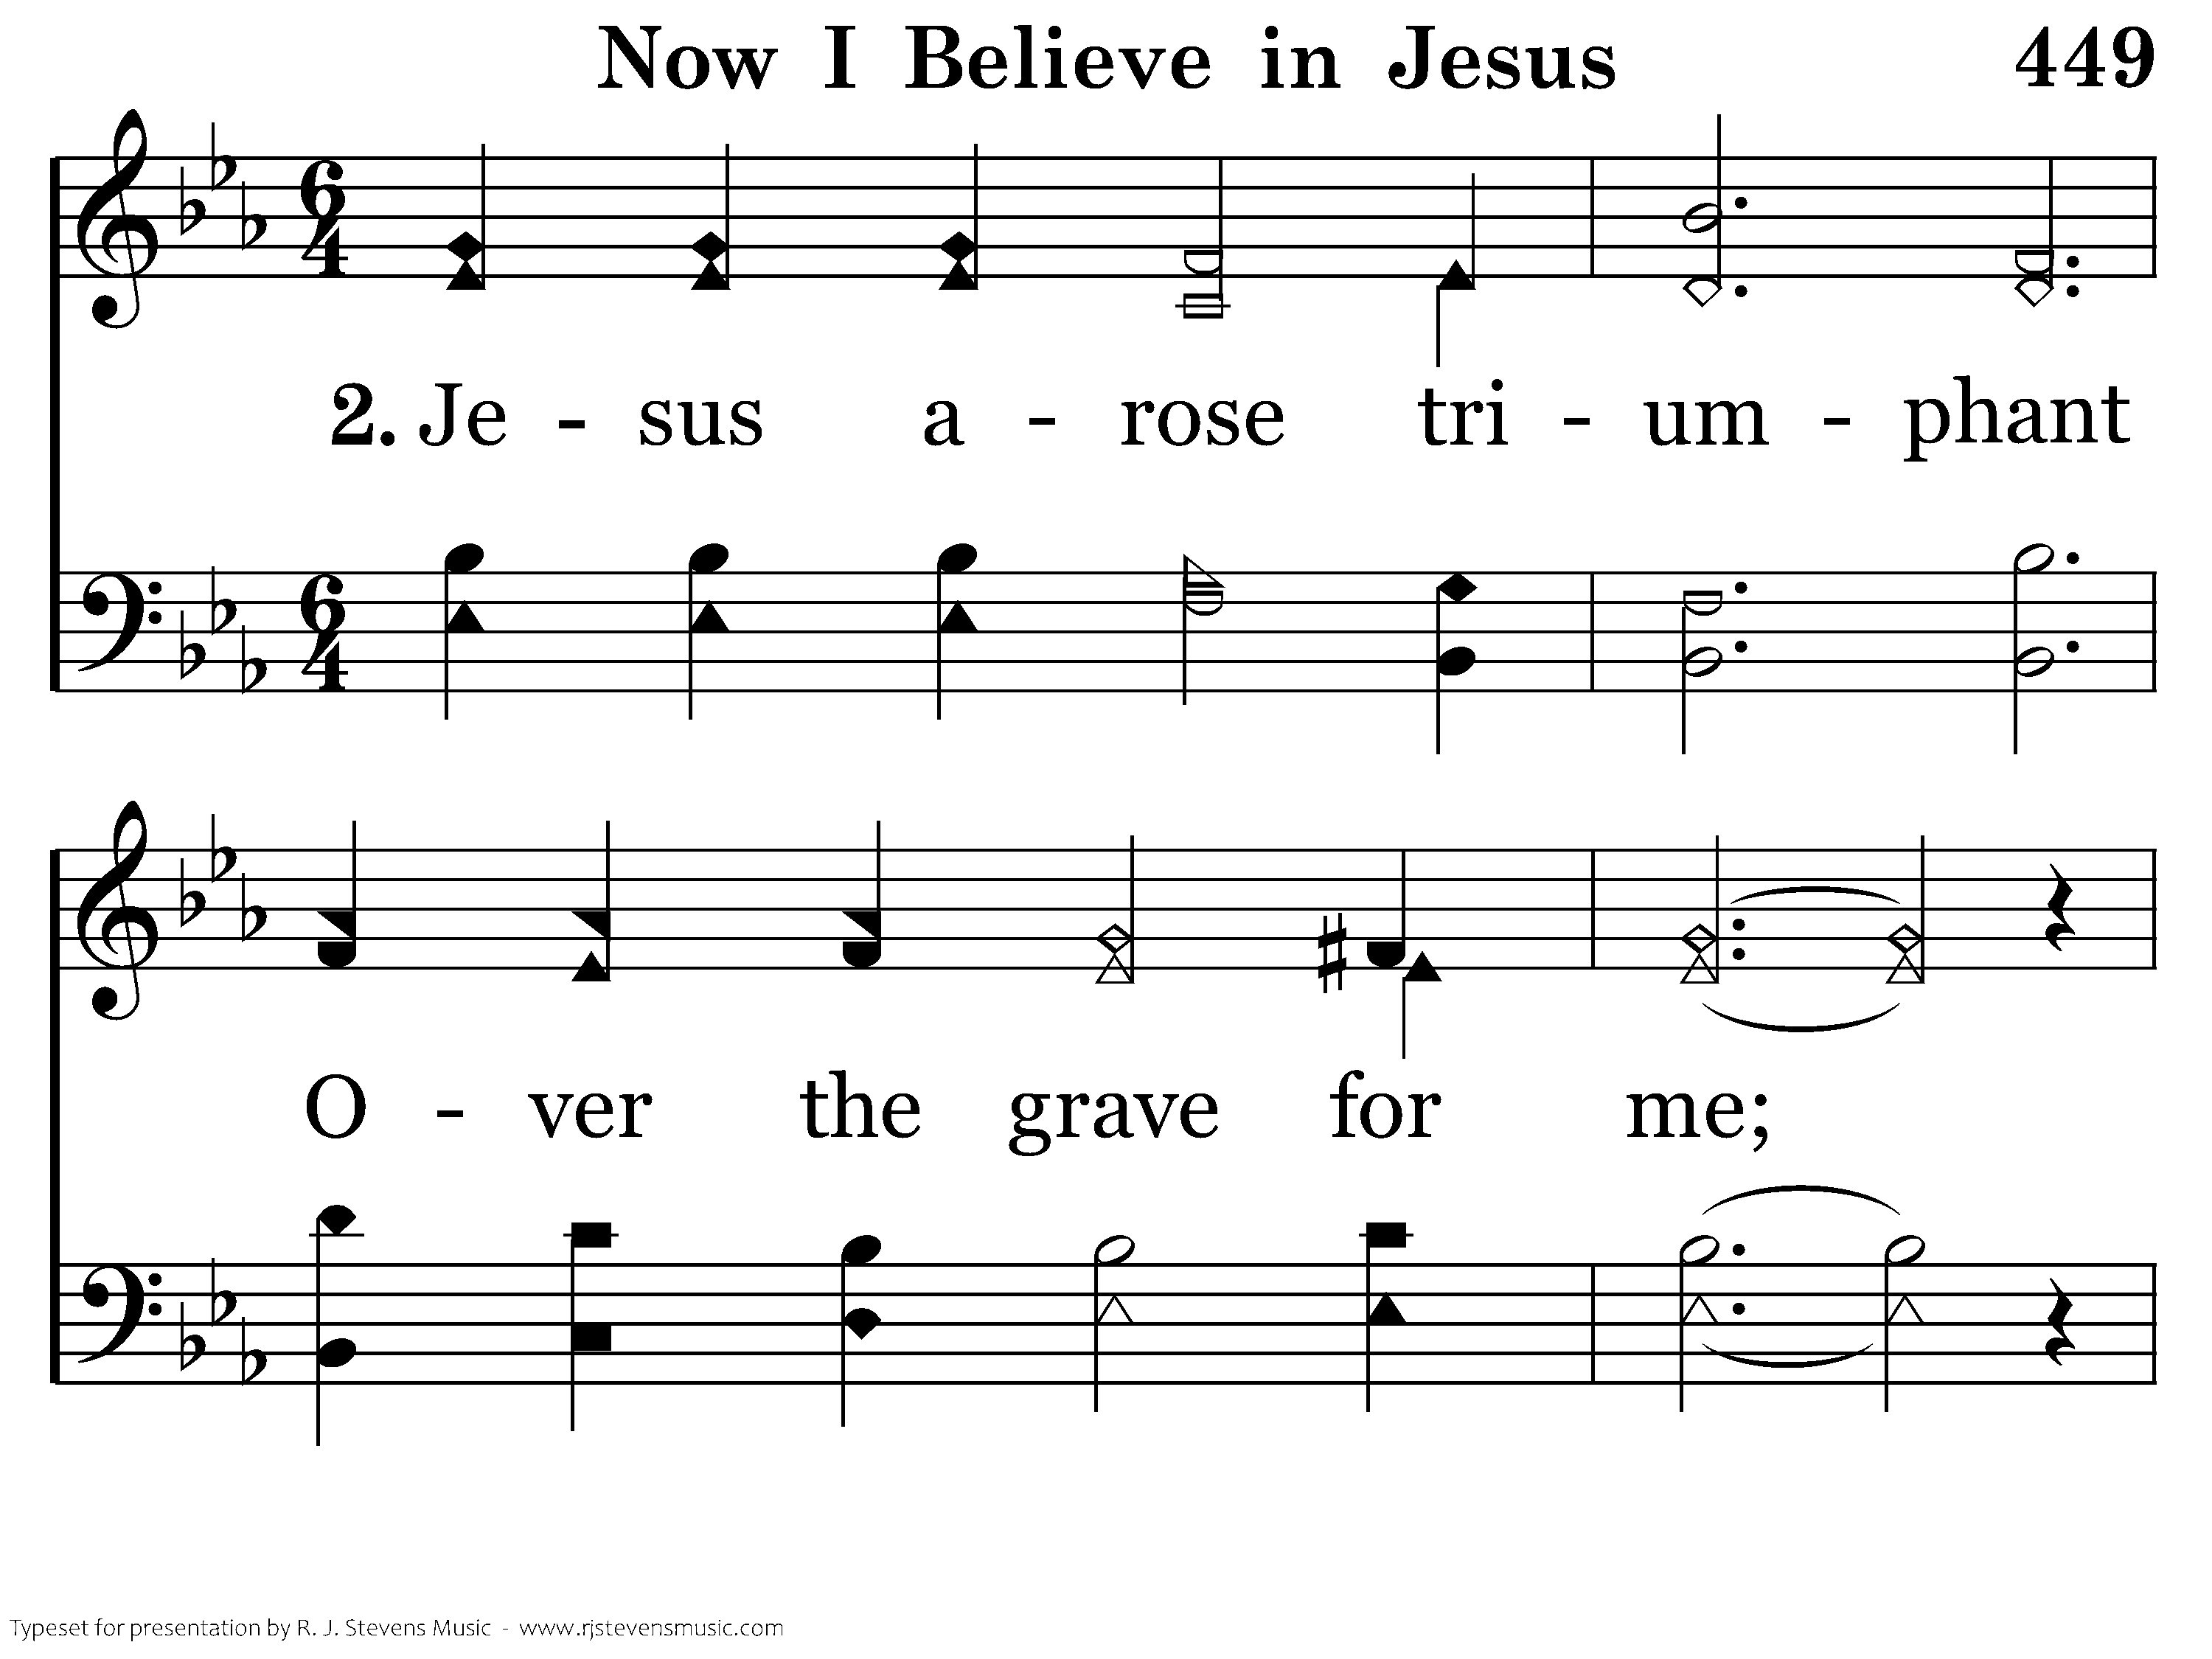 Now I Believe in Jesus 449
2. Je - sus a - rose tri - um - phant
O - ver the grave for me;
Typeset for presentation by R. J. Stevens Music - www.rjstevensmusic.com